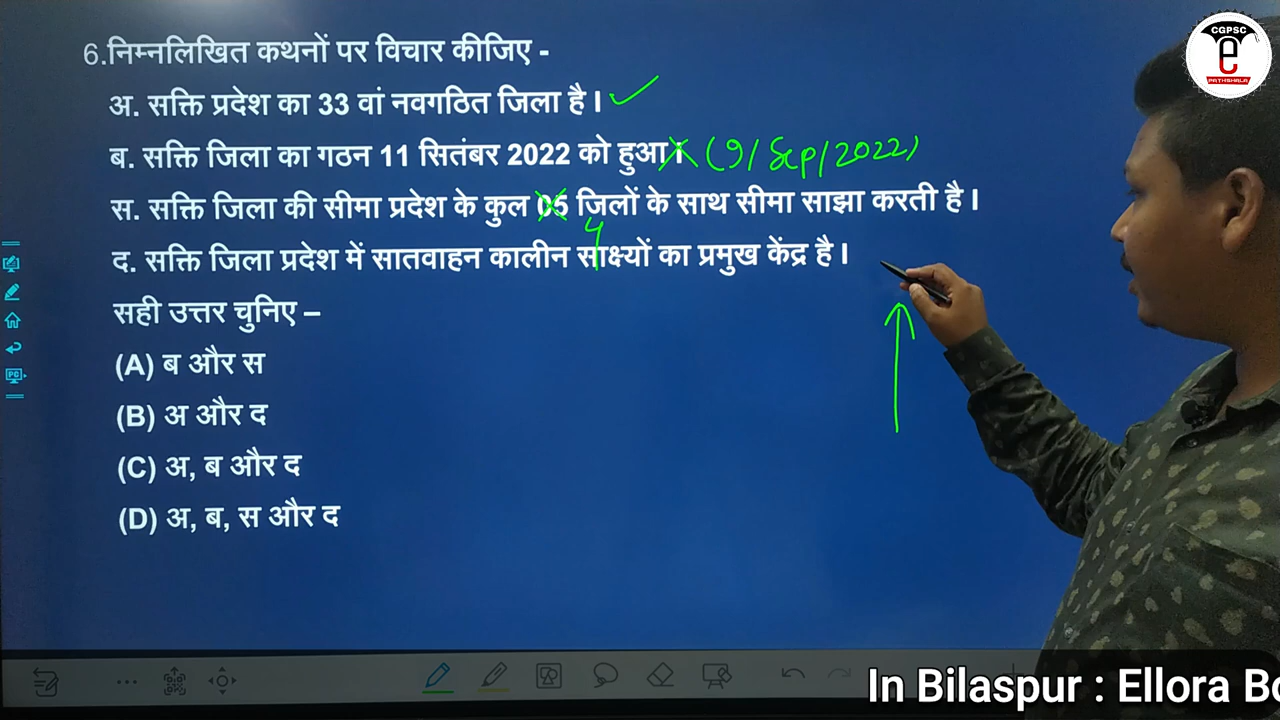 6.निम्नलिखित कथनों पर विचार कीजिए -
अ. सक्ति प्रदेश का 33 वां नवगठित जिला है।
ब. सक्ति जिला का गठन 11 सितंबर 2022 को हुआ। (9/Sep/2022)
स. सक्ति जिला की सीमा प्रदेश के कुल 05 जिलों के साथ सीमा साझा करती है।
4
द. सक्ति जिला प्रदेश में सातवाहन कालीन साक्ष्यों का प्रमुख केंद्र है।
सही उत्तर चुनिए –
(A) ब और स
(B) अ और द
(C) अ, ब और द
(D) अ, ब, स और द
CGPSC
e
PATHSHALA
PC
In Bilaspur : Ellora Bo